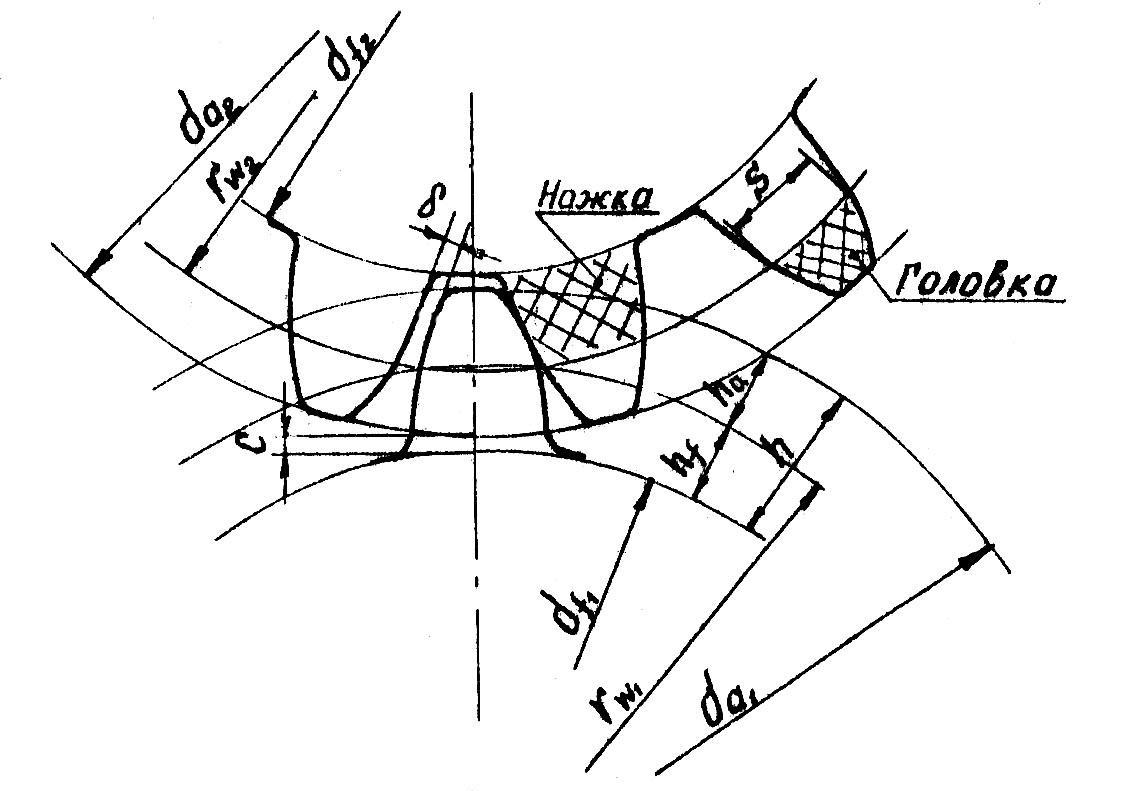 df₂
da₂
rw₂
δ
Ножка
S
Головка
c
ha
hf
h
df₁
rw₁
da₁